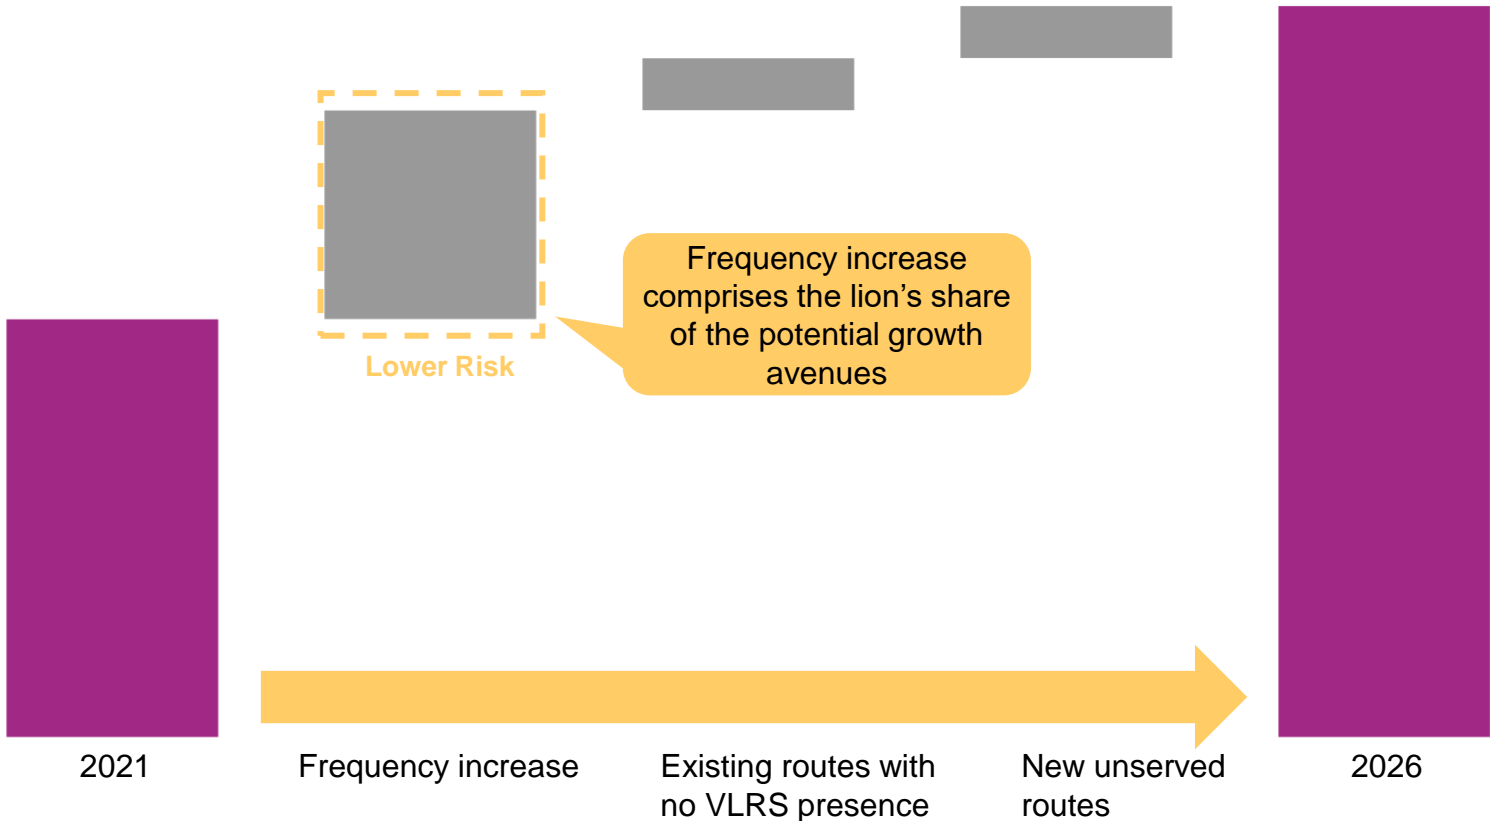 Frequency increase
comprises the lion’s share
of the potential growth
avenues
Lower Risk
2021
Frequency increase
Existing routes with
no VLRS presence
New unserved
routes
2026